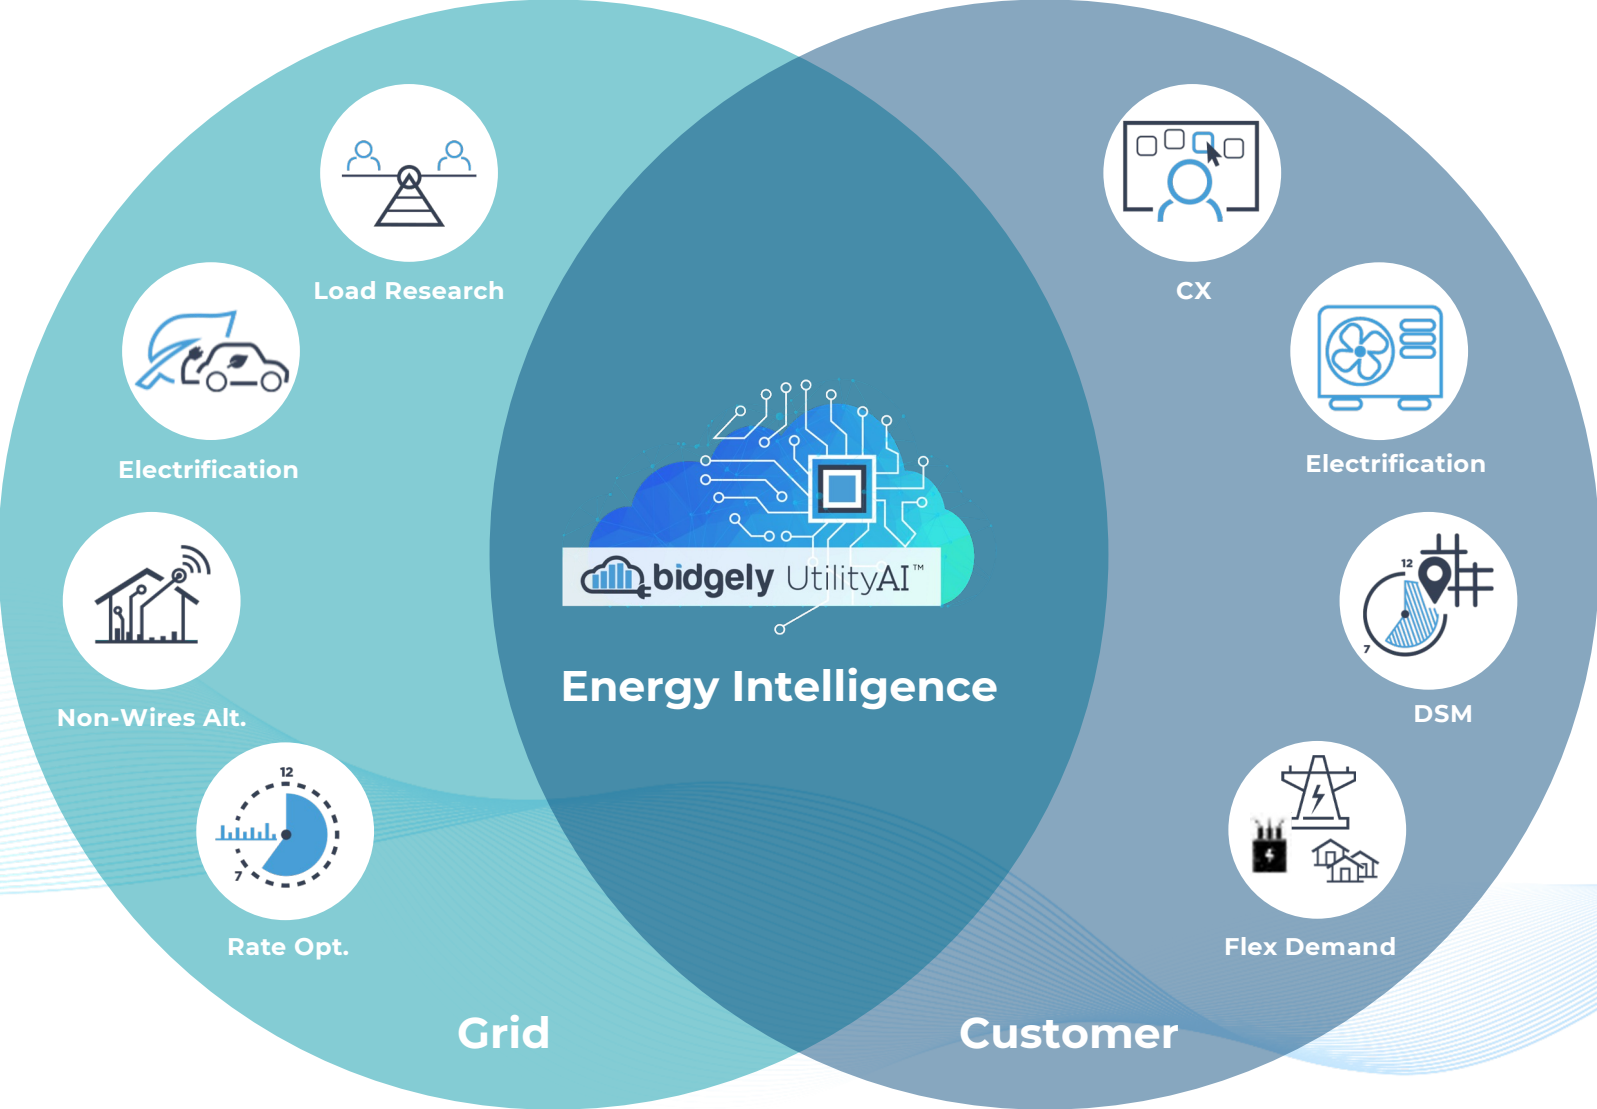 Load Research
CX
Electrification
Electrification
bidgely UtilityAI™
Energy Intelligence
12
7
Non-Wires Alt.
DSM
12
7
Rate Opt.
Flex Demand
Grid
Customer